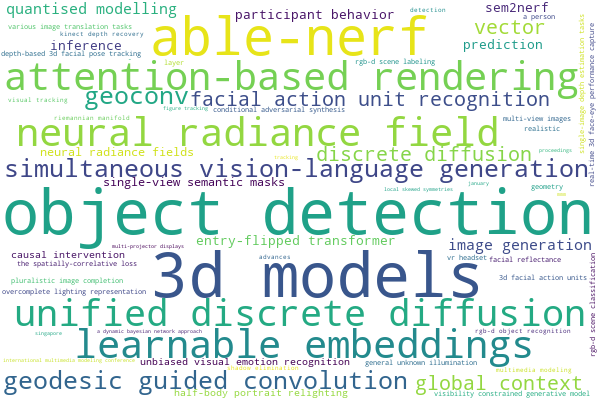 quantised modelling
able-nerf
participant behavior
detection
sem2nerf
a person
various image translation tasks
kinect depth recovery
inference
vector
prediction
depth-based 3d facial pose tracking
layer
rgb-d scene labeling
attention-based rendering
single-image depth estimation tasks
real-time 3d face-eye performance capture
geoconv
facial action unit recognition
visual tracking
figure tracking
conditional adversarial synthesis
riemannian manifold
multi-view images
realistic
neural radiance field
neural radiance fields
discrete diffusion
proceedings
tracking
simultaneous vision-language generation
single-view semantic masks
local skewed symmetries
january
geometry
object detection
entry-flipped transformer
image generation
multi-projector displays
causal intervention
the spatially-correlative loss
advances
vr headset
facial reflectance
3d models
3d facial action units
pluralistic image completion
overcomplete lighting representation
rgb-d scene classification
unified discrete diffusion
singapore
a dynamic bayesian network approach
rgb-d object recognition
learnable embeddings
international multimedia modeling conference
unbiased visual emotion recognition
general unknown illumination
shadow elimination
multimedia modeling
geodesic guided convolution
global context
half-body portrait relighting
visibility constrained generative model